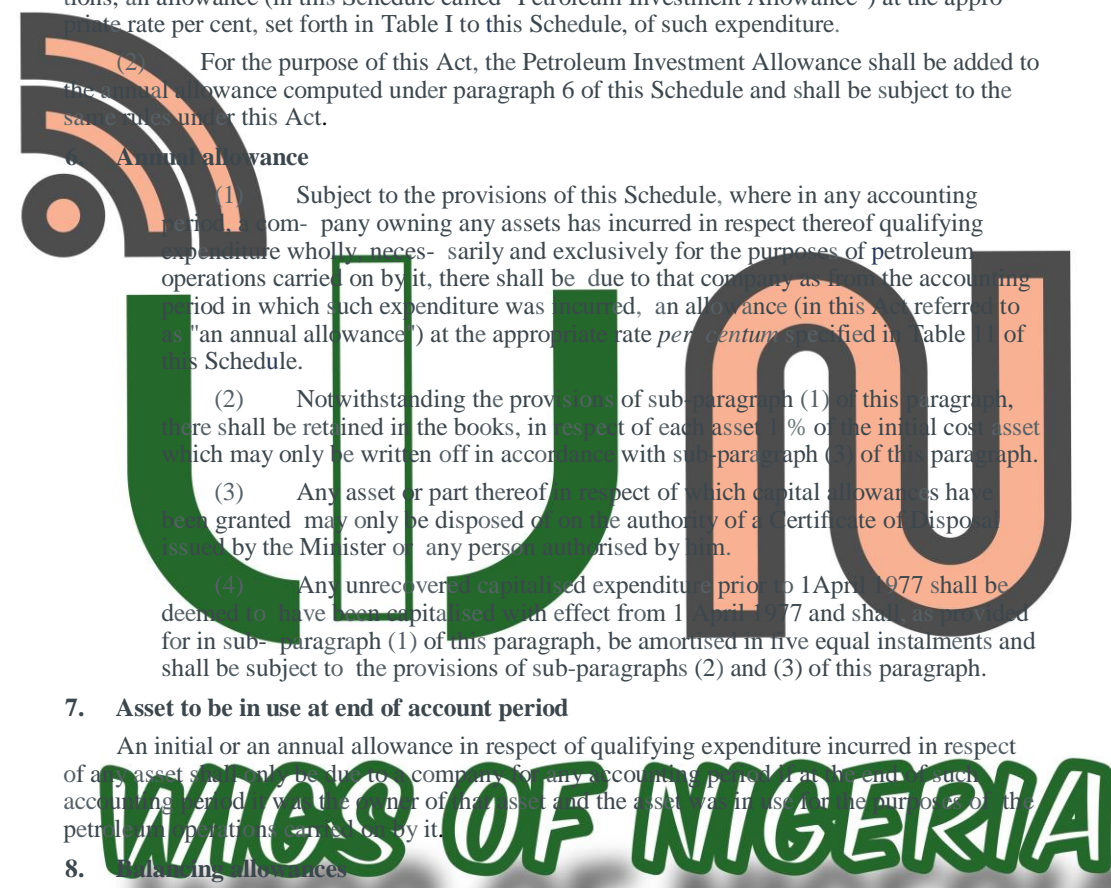 tions, an allowance (in this Schedule called "Petroleum Investment Allowance") at the appro-
priate rate per cent, set forth in Table I to this Schedule, of such expenditure.
(2) For the purpose of this Act, the Petroleum Investment Allowance shall be added to
the annual allowance computed under paragraph 6 of this Schedule and shall be subject to the
same rules under this Act.
6. Annual allowance
(1) Subject to the provisions of this Schedule, where in any accounting
period, a com- pany owning any assets has incurred in respect thereof qualifying
expenditure wholly, neces- sarily and exclusively for the purposes of petroleum
operations carried on by it, there shall be due to that company as from the accounting
period in which such expenditure was incurred, an allowance (in this Act referred to
as "an annual allowance") at the appropriate rate per centum specified in Table 11 of
this Schedule.
(2) Notwithstanding the provisions of sub-paragraph (1) of this paragraph,
there shall be retained in the books, in respect of each asset 1 % of the initial cost asset
which may only be written off in accordance with sub-paragraph (3) of this paragraph.
(3) Any asset or part thereof in respect of which capital allowances have
been granted may only be disposed of on the authority of a Certificate of Disposal
issued by the Minister or any person authorised by him.
(4) Any unrecovered capitalised expenditure prior to 1April 1977 shall be
deemed to have been capitalised with effect from 1 April 1977 and shall, as provided
for in sub- paragraph (1) of this paragraph, be amortised in five equal instalments and
shall be subject to the provisions of sub-paragraphs (2) and (3) of this paragraph.
7. Asset to be in use at end of account period
An initial or an annual allowance in respect of qualifying expenditure incurred in respect
of any asset shall only be due to a company for any accounting period if at the end of such
accounting period it was the owner of that asset and the asset was in use for the purposes of the
petroleum operations carried on by it.
WIGS OF NIGERIA
8. Balancing allowances